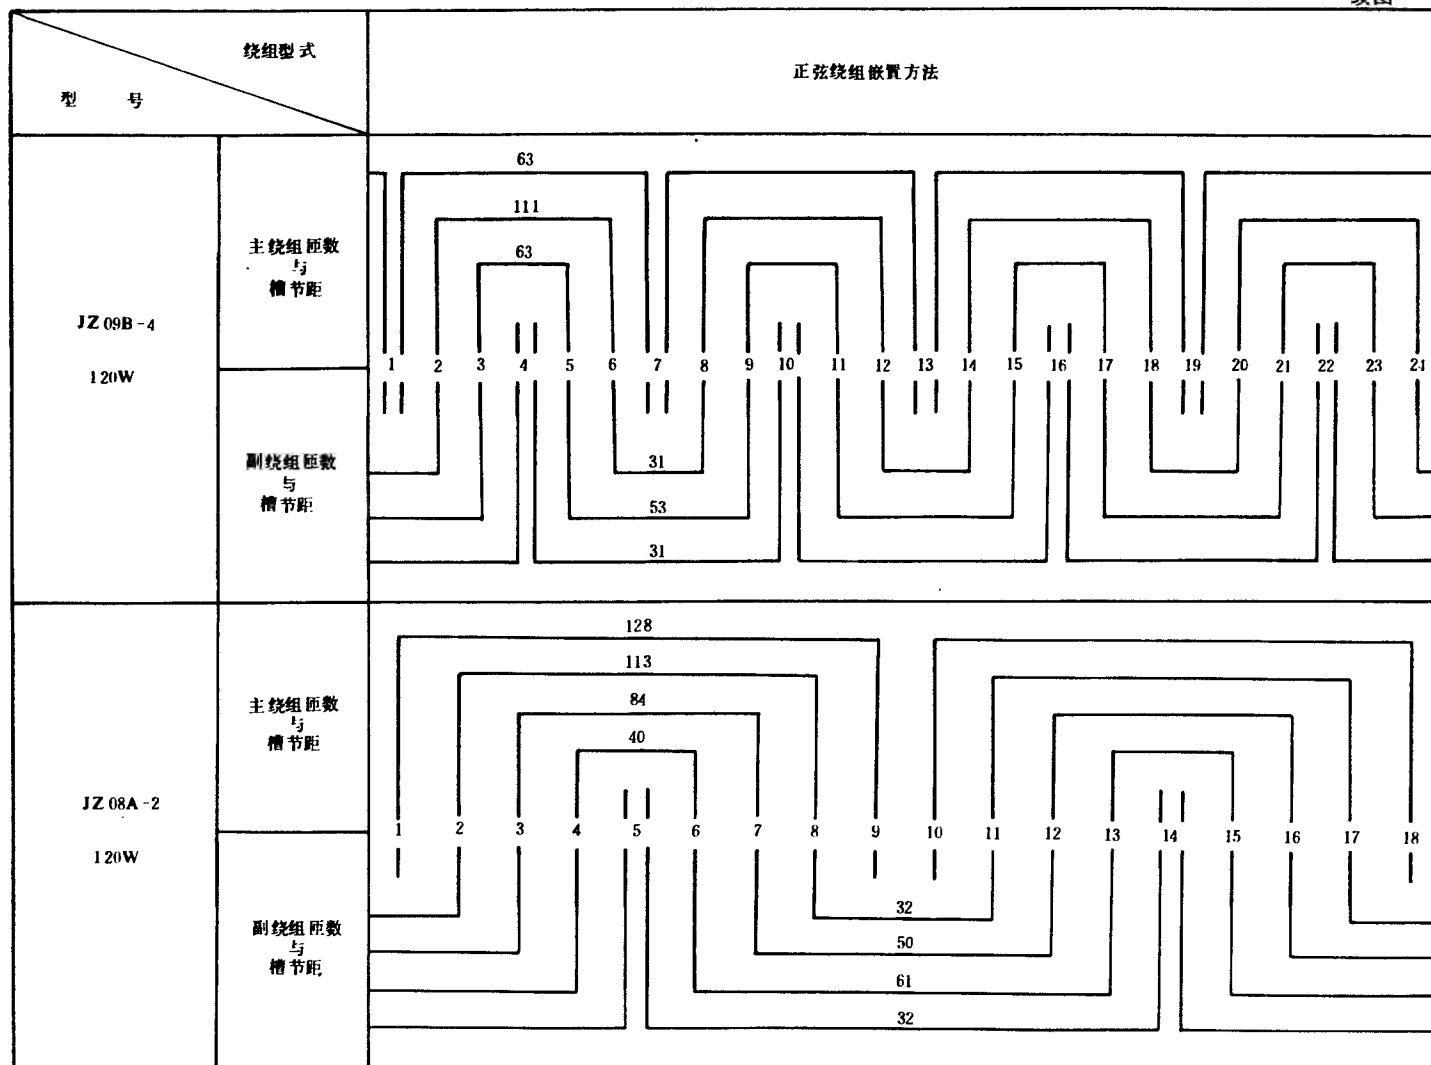 续图
绕组型式
型 号
正弦绕组嵌置方法
JZ 09B-4
120W
主绕组匝数
与
槽节距
副绕组匝数
与
槽节距
63
111
63
1 2 3 4 5 6 7 8 9 10 11 12 13 14 15 16 17 18 19 20 21 22 23 24
31
53
31
JZ 08A-2
120W
主绕组匝数
与
槽节距
副绕组匝数
与
槽节距
128
113
84
40
1 2 3 4 5 6 7 8 9 10 11 12 13 14 15 16 17 18
32
50
61
32